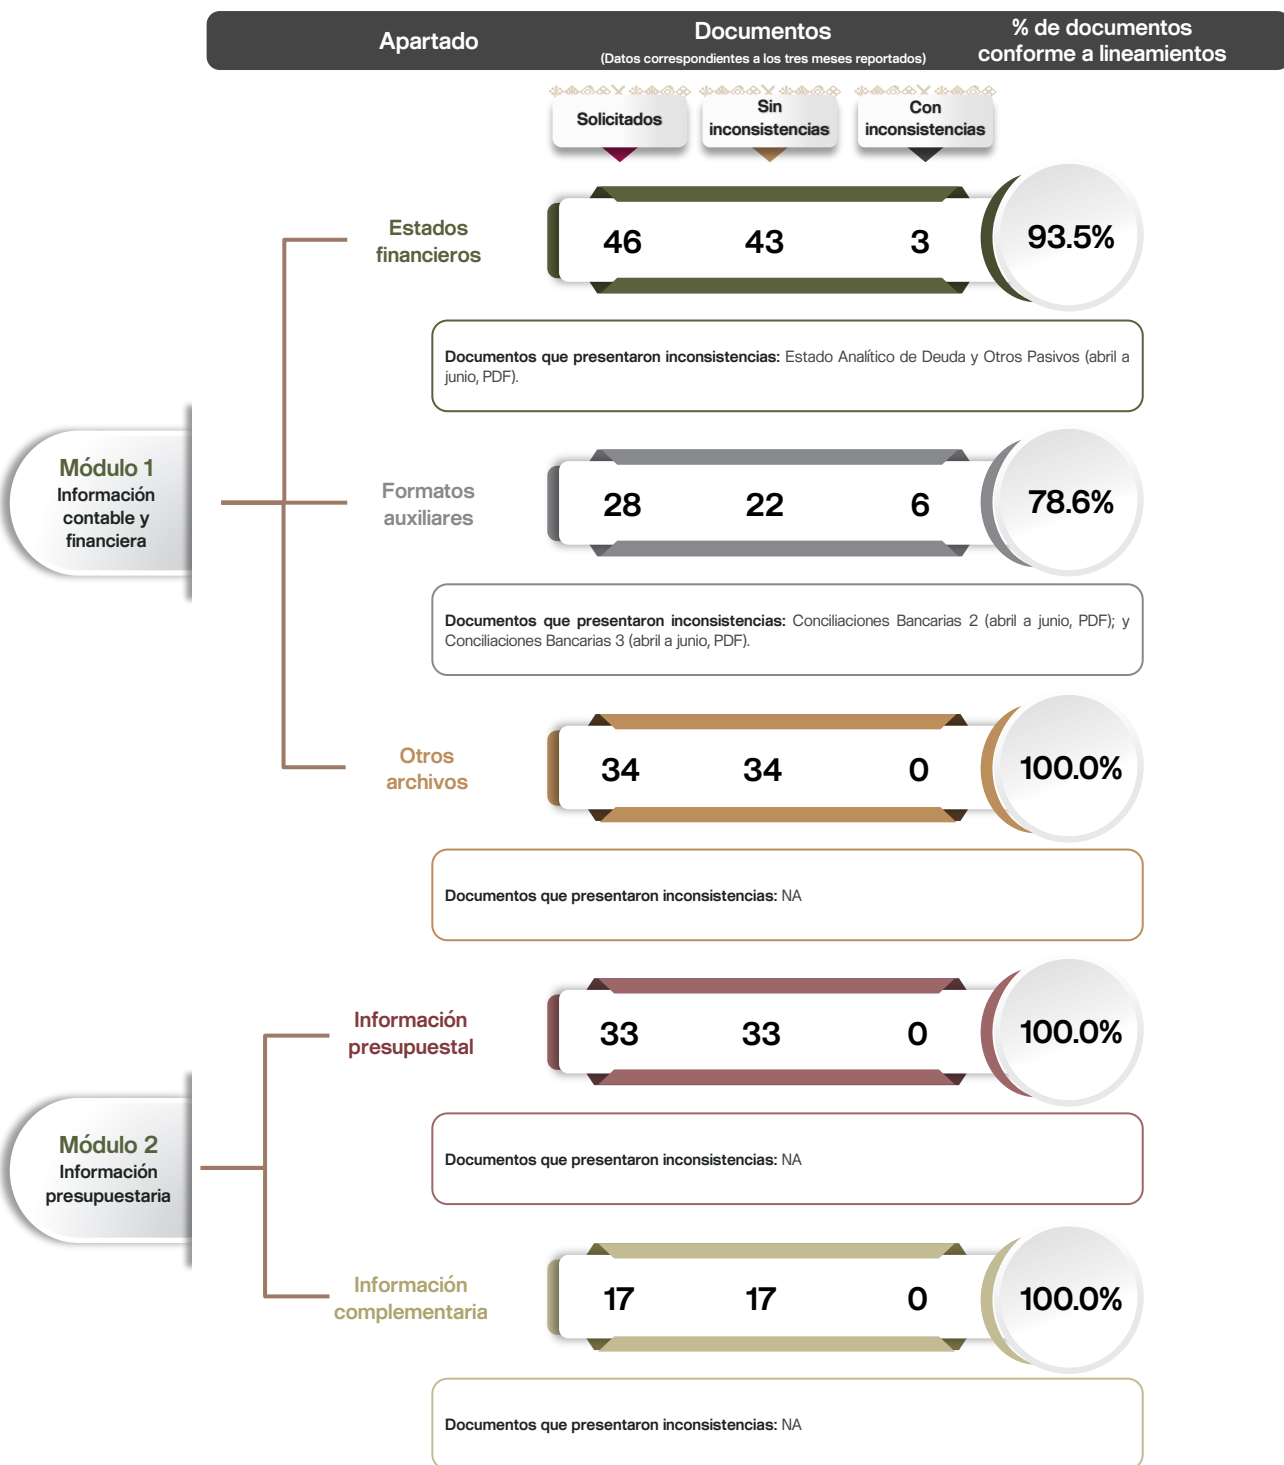 Apartado
Documentos
(Datos correspondientes a los tres meses reportados)
% de documentos
conforme a lineamientos
Solicitados
Sin
inconsistencias
Con
inconsistencias
Módulo 1
Información
contable y
financiera
Estados
financieros
46 43 3 93.5%
Documentos que presentaron inconsistencias: Estado Analítico de Deuda y Otros Pasivos (abril a
junio, PDF).
Formatos
auxiliares
28 22 6 78.6%
Documentos que presentaron inconsistencias: Conciliaciones Bancarias 2 (abril a junio, PDF); y
Conciliaciones Bancarias 3 (abril a junio, PDF).
Otros
archivos
34 34 0 100.0%
Documentos que presentaron inconsistencias: NA
Módulo 2
Información
presupuestaria
Información
presupuestal
33 33 0 100.0%
Documentos que presentaron inconsistencias: NA
Información
complementaria
17 17 0 100.0%
Documentos que presentaron inconsistencias: NA